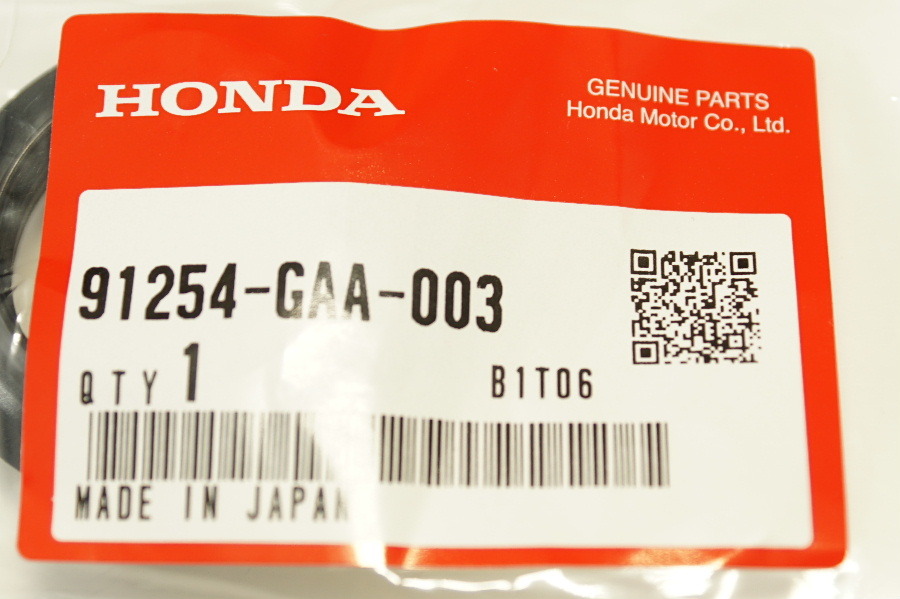 HONDA
GENUINE PARTS
Honda Motor Co., Ltd.
91254-GAA-003
QTY 1
B1T06
MADE IN JAPAN